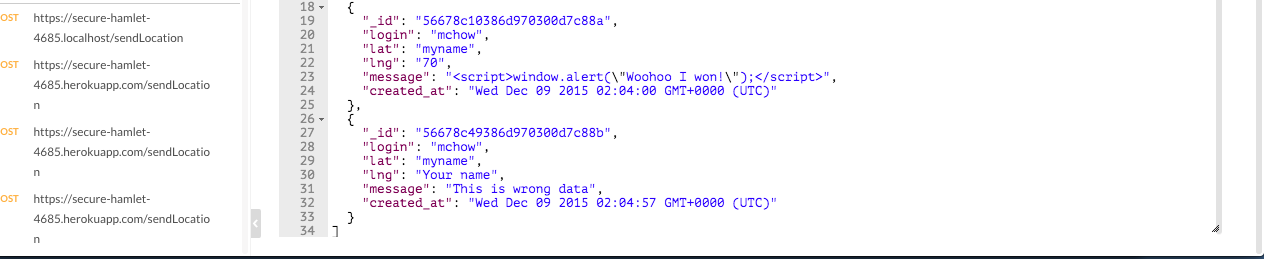 OST https://secure-hamlet-
4685.localhost/sendLocation
OST https://secure-hamlet-
4685.herokuapp.com/sendLocatio
n
OST https://secure-hamlet-
4685.herokuapp.com/sendLocatio
n
OST https://secure-hamlet-
4685.herokuapp.com/sendLocatio
n
18 {
19 "_id": "56678c10386d970300d7c88a",
20 "login": "mchow",
21 "lat": "myname",
22 "lng": "70",
23 "message": "<script>window.alert(\"Woohoo I won!\");</script>",
24 "created_at": "Wed Dec 09 2015 02:04:00 GMT+0000 (UTC)"
25 },
26 {
27 "_id": "56678c49386d970300d7c88b",
28 "login": "mchow",
29 "lat": "myname",
30 "lng": "Your name",
31 "message": "This is wrong data",
32 "created_at": "Wed Dec 09 2015 02:04:57 GMT+0000 (UTC)"
33 }
34 ]